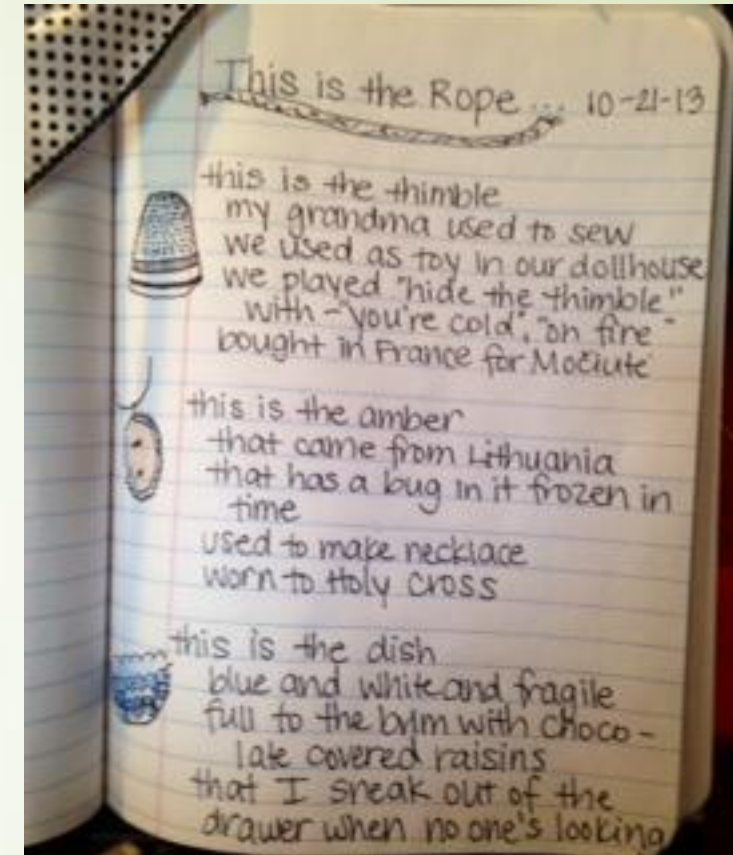 This is the Rope... 10-21-13
this is the thimble
my grandma used to sew
we used as toy in our dollhouse
we played "hide the thimble"
with - "you're cold", "on fire"
bought in France for Močiute
this is the amber
that came from Lithuania
that has a bug in it frozen in
time
used to make necklace
worn to Holy Cross
this is the dish
blue and white and fragile
full to the brim with choco-
late covered raisins
that I sneak out of the
drawer when no one's looking